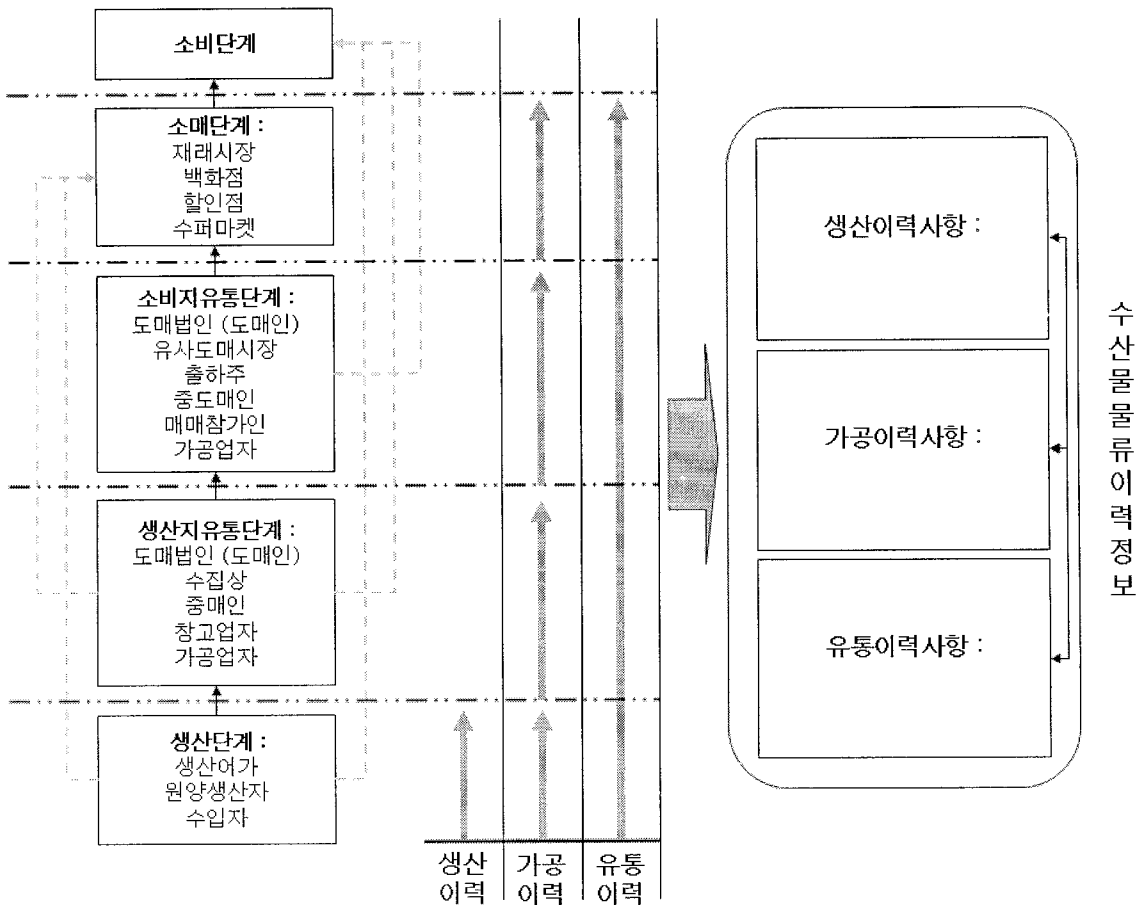 소비단계
소매단계 :
재래시장
백화점
할인점
수퍼마켓
소비지유통단계 :
도매법인 (도매인)
유사도매시장
출하주
중도매인
매매참가인
가공업자
생산지유통단계 :
도매법인 (도매인)
수집상
중매인
창고업자
가공업자
생산단계 :
생산어가
원양생산자
수입자
생산
이력
가공
이력
유통
이력
생산이력사항 :
가공이력사항 :
유통이력사항 :
수산물물류이력정보